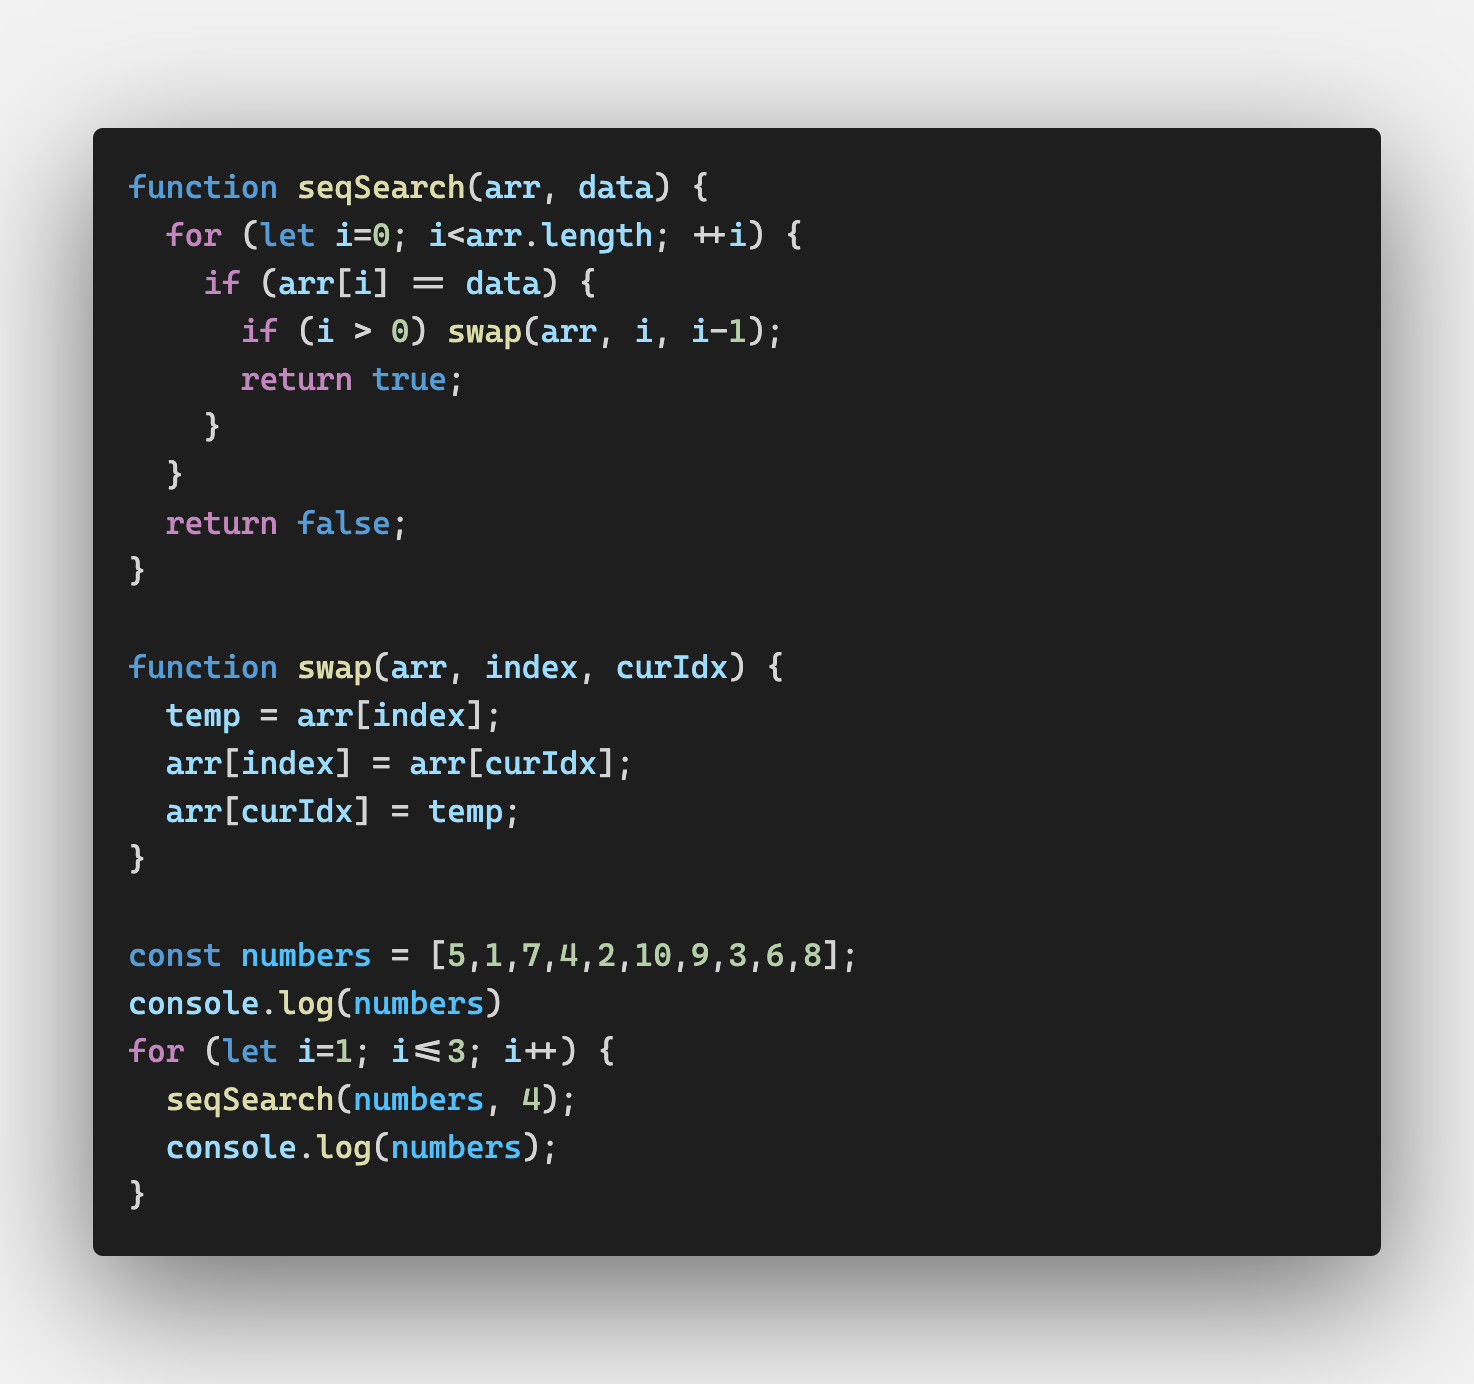 function seqSearch(arr, data) {
  for (let i=0; i<arr.length; ++i) {
    if (arr[i] == data) {
      if (i > 0) swap(arr, i, i-1);
      return true;
    }
  }
  return false;
}

function swap(arr, index, curIdx) {
  temp = arr[index];
  arr[index] = arr[curIdx];
  arr[curIdx] = temp;
}

const numbers = [5,1,7,4,2,10,9,3,6,8];
console.log(numbers)
for (let i=1; i<=3; i++) {
  seqSearch(numbers, 4);
  console.log(numbers);
}